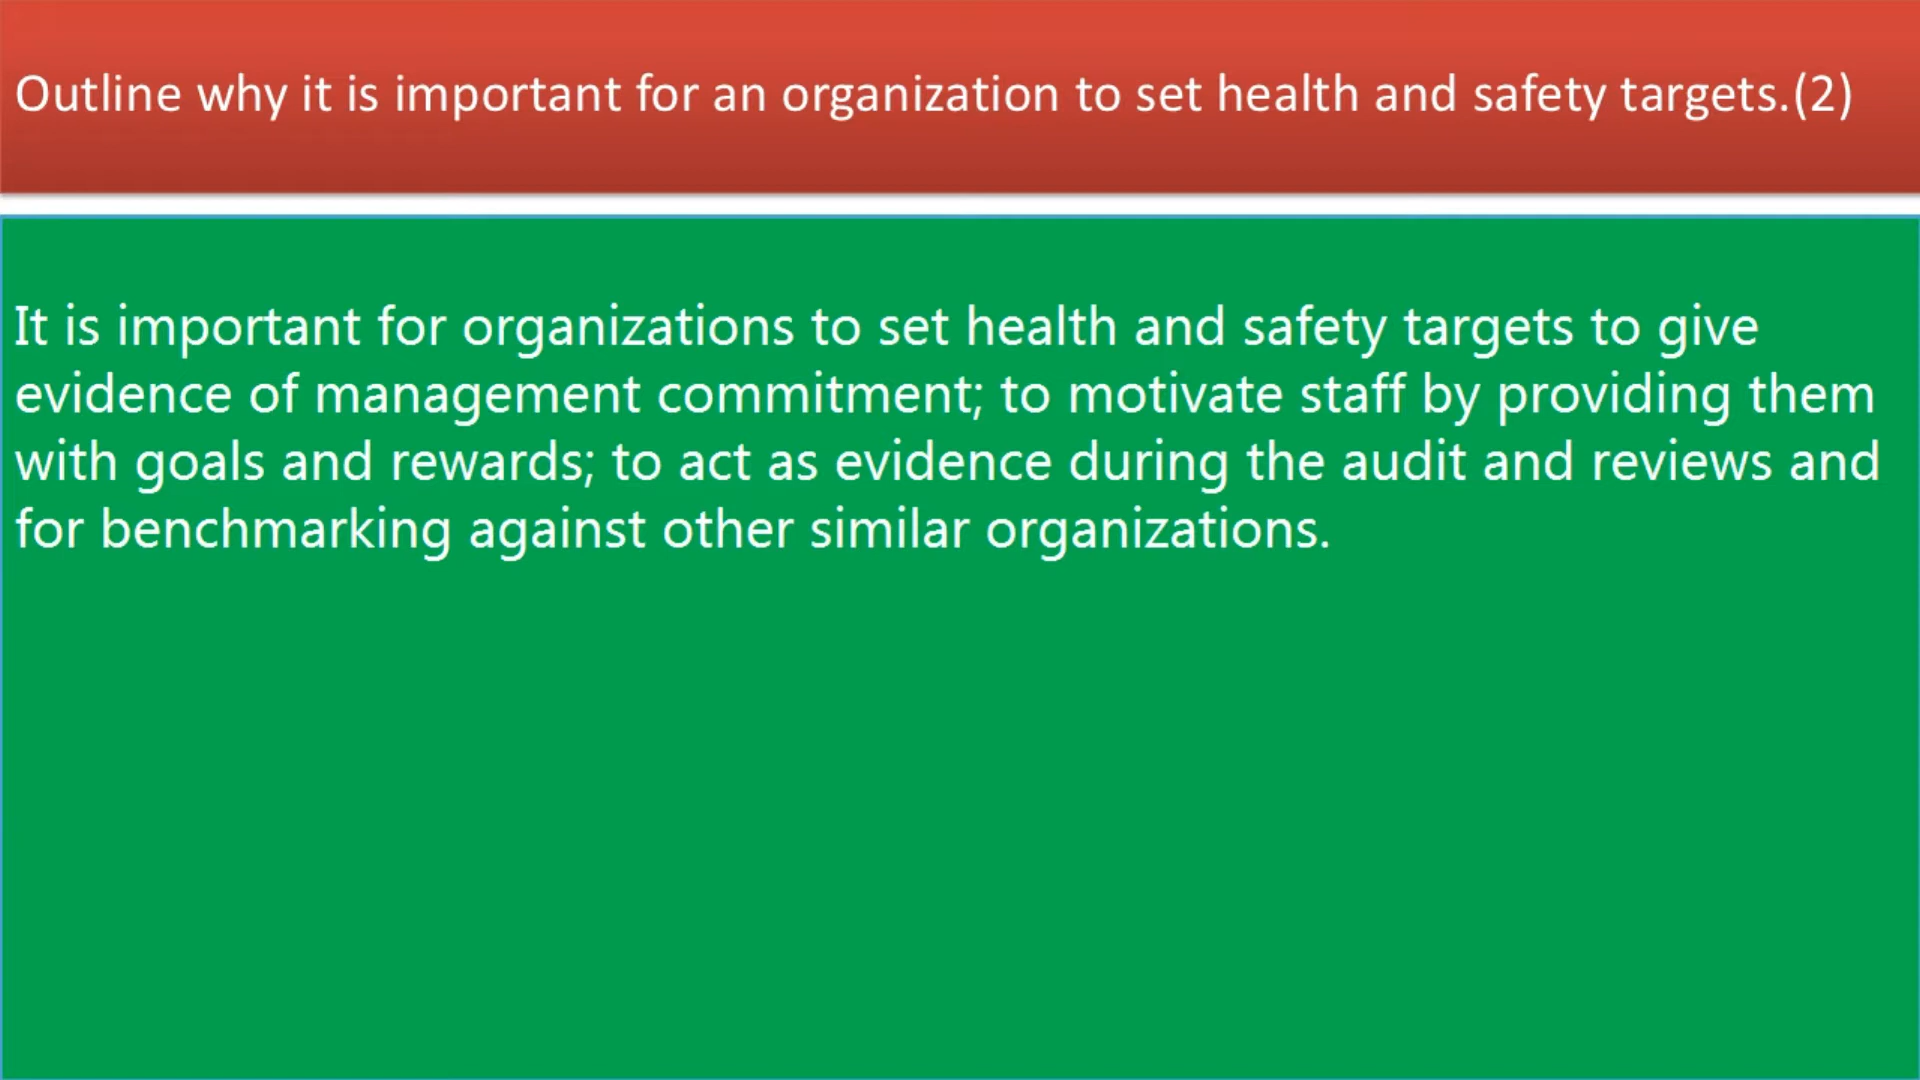 Outline why it is important for an organization to set health and safety targets.(2)
It is important for organizations to set health and safety targets to give
evidence of management commitment; to motivate staff by providing them
with goals and rewards; to act as evidence during the audit and reviews and
for benchmarking against other similar organizations.